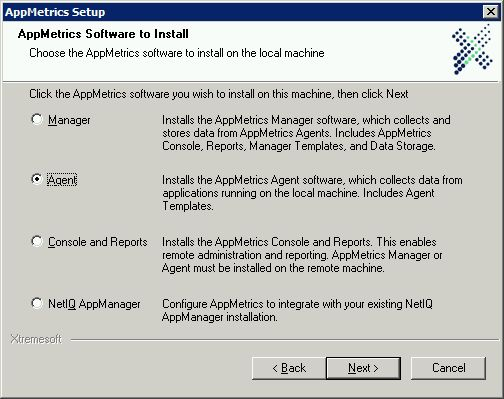 AppMetrics Setup
AppMetrics Software to Install
Choose the AppMetrics software to install on the local machine
Click the AppMetrics software you wish to install on this machine, then click Next
Manager
Installs the AppMetrics Manager software, which collects and
stores data from AppMetrics Agents. Includes AppMetrics
Console, Reports, Manager Templates, and Data Storage.
Agent
Installs the AppMetrics Agent software, which collects data from
applications running on the local machine. Includes Agent
Templates.
Console and Reports
Installs the AppMetrics Console and Reports. This enables
remote administration and reporting. AppMetrics Manager or
Agent must be installed on the remote machine.
NetIQ AppManager
Configure AppMetrics to integrate with your existing NetIQ
AppManager installation.
Xtremesoft
< Back
Next >
Cancel